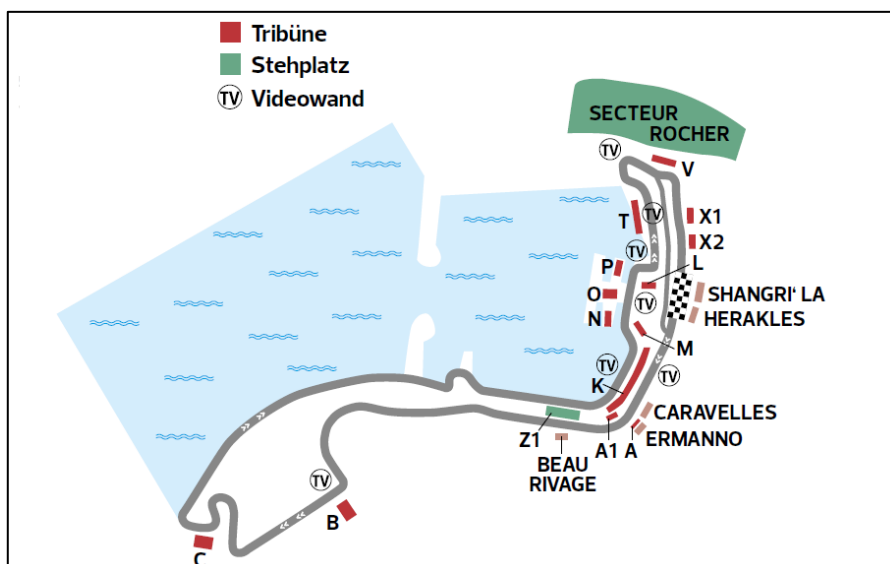 Tribüne
Stehplatz
TV Videowand
SECTEUR
ROCHER
TV
V
T
TV
X1
X2
TV
P
L
O
TV
SHANGRI'LA
HERAKLES
N
M
TV
K
TV
CARAVELLES
ERMANNO
Z1
A1
A
BEAU
RIVAGE
TV
B
C